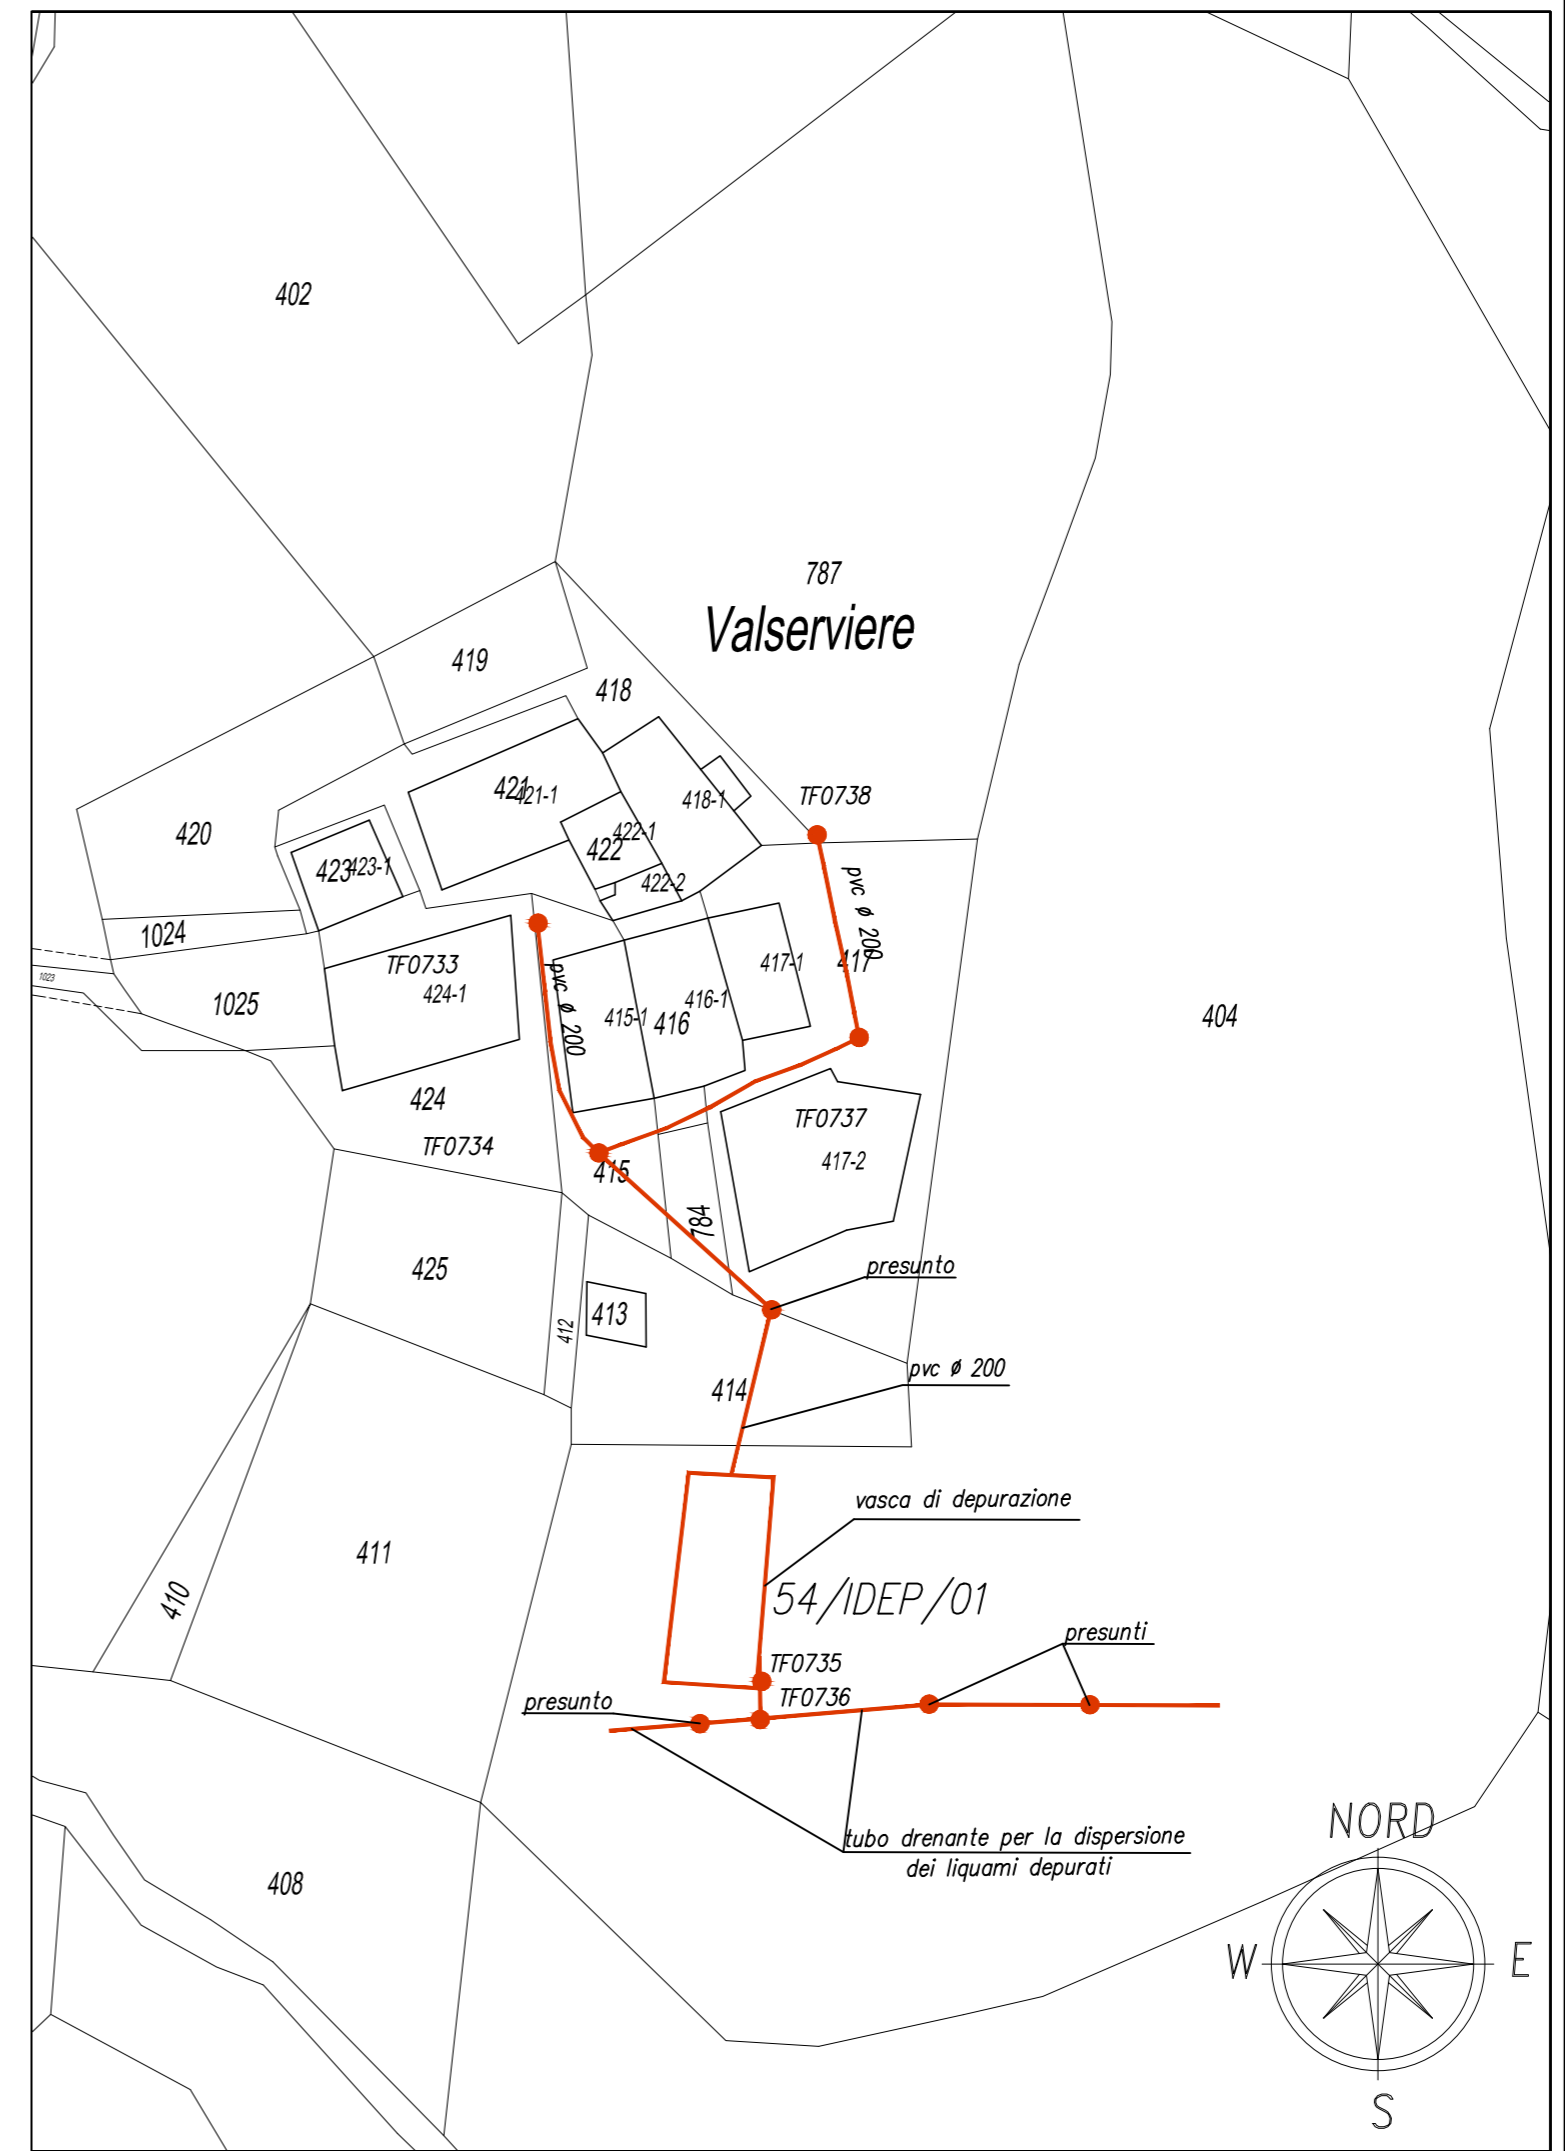 402
787
Valserviere
419
418
421
421-1
418-1
TF0738
420
422-1
422
423
423-1
pvc ø 200
422-2
1024
TF0733
417-1
417
1023
424-1
pvc ø 200
1025
416-1
415-1
416
404
424
TF0737
TF0734
417-2
415
784
425
presunto
413
412
pvc ø 200
414
vasca di depurazione
411
410
54/IDEP/01
presunti
TF0735
TF0736
presunto
NORD
tubo drenante per la dispersione
dei liquami depurati
408
W
E
S